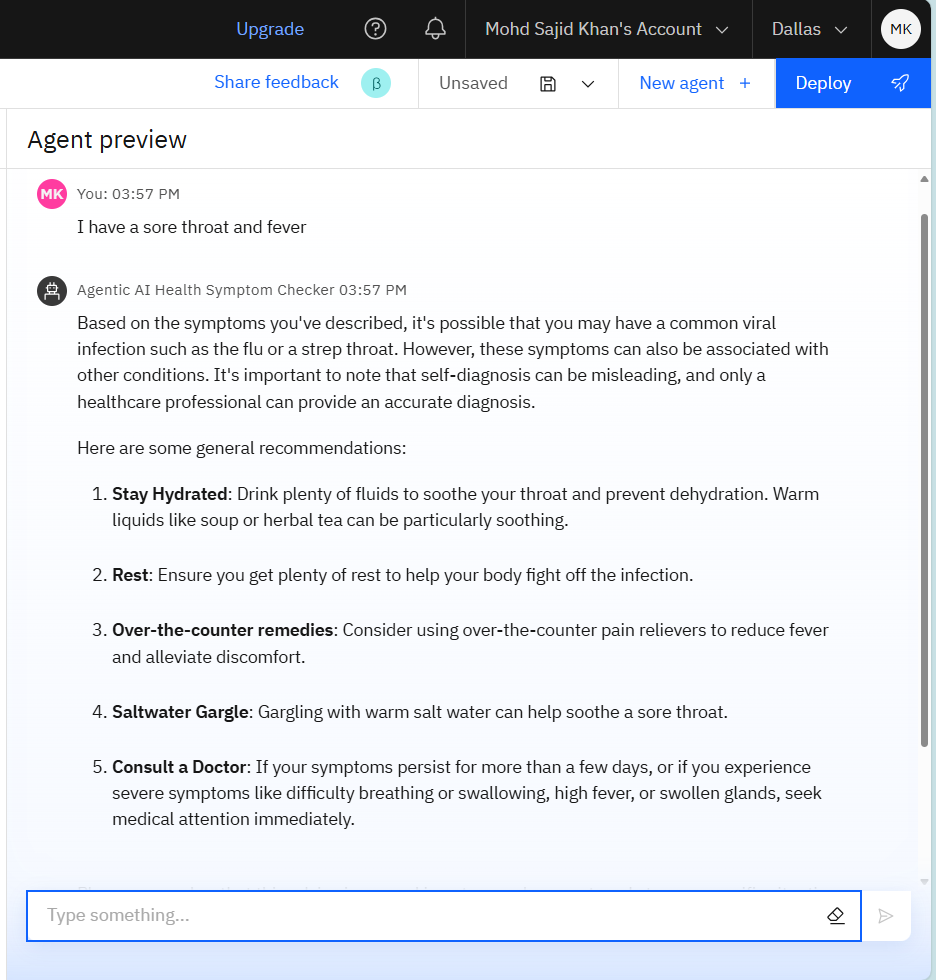 Upgrade
Mohd Sajid Khan's Account
Dallas
MK
Share feedback
β
Unsaved
New agent +
Deploy
Agent preview
MK
You: 03:57 PM
I have a sore throat and fever
Agentic AI Health Symptom Checker 03:57 PM
Based on the symptoms you've described, it's possible that you may have a common viral
infection such as the flu or a strep throat. However, these symptoms can also be associated with
other conditions. It's important to note that self-diagnosis can be misleading, and only a
healthcare professional can provide an accurate diagnosis.
Here are some general recommendations:
1. Stay Hydrated: Drink plenty of fluids to soothe your throat and prevent dehydration. Warm
liquids like soup or herbal tea can be particularly soothing.
2. Rest: Ensure you get plenty of rest to help your body fight off the infection.
3. Over-the-counter remedies: Consider using over-the-counter pain relievers to reduce fever
and alleviate discomfort.
4. Saltwater Gargle: Gargling with warm salt water can help soothe a sore throat.
5. Consult a Doctor: If your symptoms persist for more than a few days, or if you experience
severe symptoms like difficulty breathing or swallowing, high fever, or swollen glands, seek
medical attention immediately.
Type something...